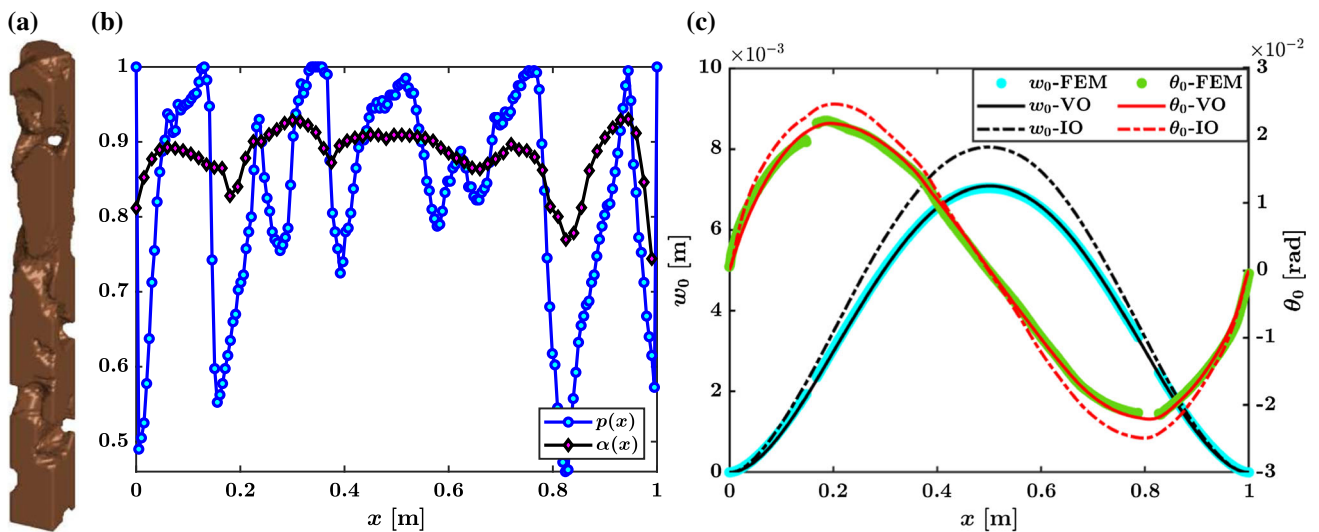 (a)
(b)
(c)
1
0.9
0.8
0.7
0.6
0.5
p(x)
α(x)
0 0.2 0.4 0.6 0.8 1
x [m]
×10⁻³
×10⁻²
10
8
6
4
2
0
w₀ [m]
w₀-FEM
w₀-VO
w₀-IO
θ₀-FEM
θ₀-VO
θ₀-IO
3
2
1
0
-1
-2
-3
θ₀ [rad]
0 0.2 0.4 0.6 0.8 1
x [m]